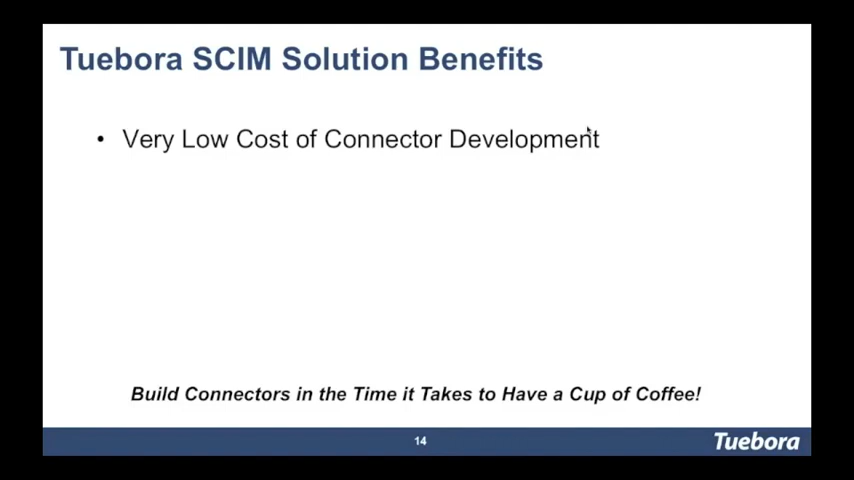 Tuebora SCIM Solution Benefits
• Very Low Cost of Connector Development
Build Connectors in the Time it Takes to Have a Cup of Coffee!
14
Tuebora